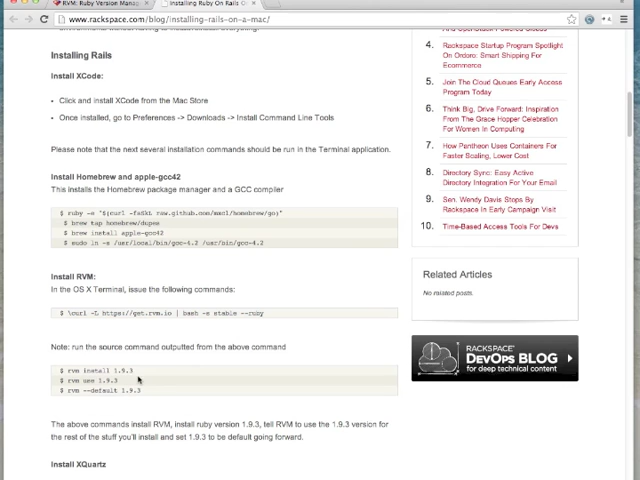 RVM: Ruby Version Mana
Installing Ruby On Rails O
www.rackspace.com/blog/installing-rails-on-a-mac/
Installing Rails
Install XCode:
• Click and install XCode from the Mac Store
• Once installed, go to Preferences -> Downloads -> Install Command Line Tools
Please note that the next several installation commands should be run in the Terminal application.
Install Homebrew and apple-gcc42
This installs the Homebrew package manager and a GCC compiler
$ ruby -e "$(curl -fsSkL raw.github.com/mxcl/homebrew/go)"
$ brew tap homebrew/dupes
$ brew install apple-gcc42
$ sudo ln -s /usr/local/bin/gcc-4.2 /usr/bin/gcc-4.2
Install RVM:
In the OS X Terminal, issue the following commands:
$ \curl -L https://get.rvm.io | bash -s stable --ruby
Note: run the source command outputted from the above command
$ rvm install 1.9.3
$ rvm use 1.9.3
$ rvm --default 1.9.3
The above commands install RVM, install ruby version 1.9.3, tell RVM to use the 1.9.3 version for
the rest of the stuff you'll install and set 1.9.3 to be default going forward.
Install XQuartz
4. Rackspace Startup Program Spotlight
On Ordoro: Smart Shipping For
Ecommerce
5. Join The Cloud Queues Early Access
Program Today
6. Think Big, Drive Forward: Inspiration
From The Grace Hopper Celebration
For Women in Computing
7. How Pantheon Uses Containers For
Faster Scaling, Lower Cost
8. Directory Sync: Easy Active
Directory Integration For Your Email
9. Sen. Wendy Davis Stops By
Rackspace In Early Campaign Visit
10. Time-Based Access Tools For Devs
Related Articles
No related posts.
RACKSPACE
DEVOPS BLOG
for deep technical content